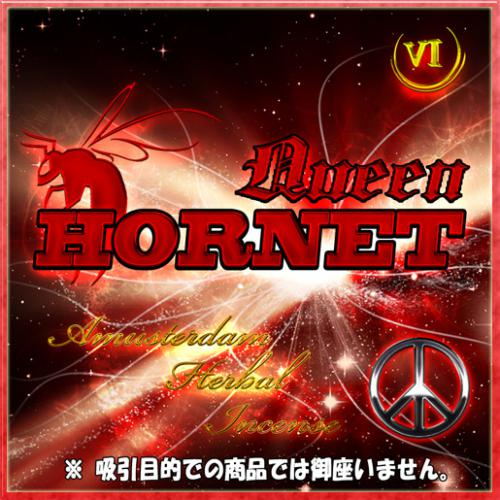 VI
Queen
HORNET
Amusterdam
Herbal
Incense
※ 吸引目的での商品では御座いません。